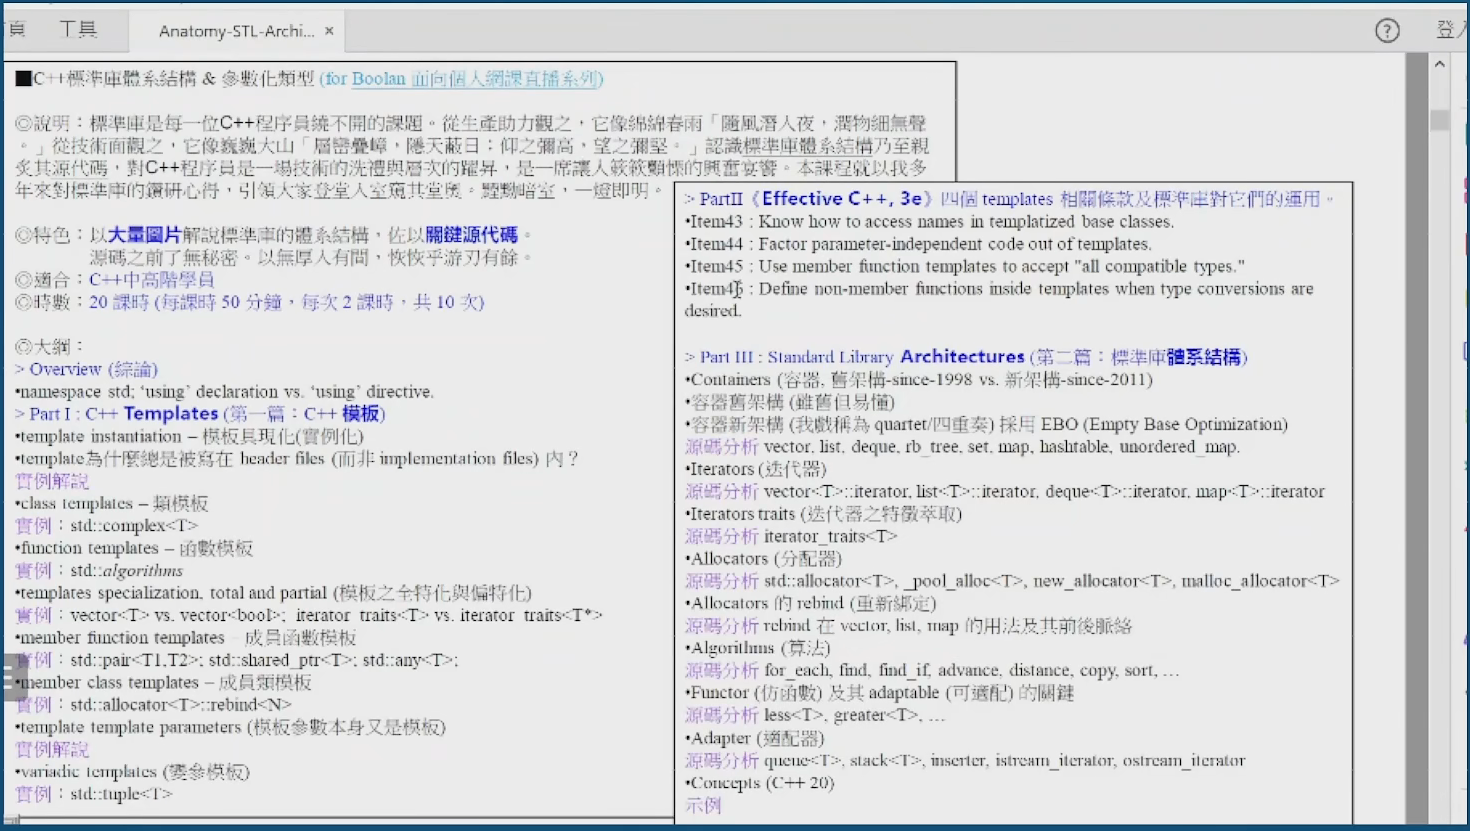 頁
工具
Anatomy-STL-Archi... ×
?
登入
■C++標準庫體系結構 & 參數化類型 (for Boolan 面向個人網課直播系列)
◎說明：標準庫是每一位C++程序員繞不開的課題。從生產助力觀之，它像綿綿春雨「隨風潛入夜，潤物細無聲
。」從技術面觀之，它像巍巍大山「層巒疊嶂，隱天蔽日；仰之彌高，望之彌堅。」認識標準庫體系結構乃至親
炙其源代碼，對C++程序員是一場技術的洗禮與層次的躍昇，是一席讓人簌簌顫慄的興奮宴饗。本課程就以我多
年來對標準庫的鑽研心得，引領大家登堂入室窺其堂奧。黮黝暗室，一燈即明。
◎特色：以大量圖片解說標準庫的體系結構，佐以關鍵源代碼。
源碼之前了無秘密。以無厚入有間，恢恢乎游刃有餘。
◎適合：C++中高階學員
◎時數：20 課時 (每課時 50 分鐘，每次 2 課時，共 10 次)
◎大綱：
> Overview (綜論)
•namespace std; ‘using’ declaration vs. ‘using’ directive.
> Part I : C++ Templates (第一篇：C++ 模板)
•template instantiation – 模板具現化(實例化)
•template為什麼總是被寫在 header files (而非 implementation files) 內？
實例解說
•class templates – 類模板
實例：std::complex<T>
•function templates – 函數模板
實例：std::algorithms
•templates specialization, total and partial (模板之全特化與偏特化)
實例：vector<T> vs. vector<bool>; iterator_traits<T> vs. iterator_traits<T*>
•member function templates – 成員函數模板
實例：std::pair<T1,T2>; std::shared_ptr<T>; std::any<T>;
•member class templates – 成員類模板
實例：std::allocator<T>::rebind<N>
•template template parameters (模板參數本身又是模板)
實例解說
•variadic templates (變參模板)
實例：std::tuple<T>
> PartII《Effective C++, 3e》四個 templates 相關條款及標準庫對它們的運用。
•Item43 : Know how to access names in templatized base classes.
•Item44 : Factor parameter-independent code out of templates.
•Item45 : Use member function templates to accept "all compatible types."
•Item46 : Define non-member functions inside templates when type conversions are
desired.
> Part III : Standard Library Architectures (第二篇：標準庫體系結構)
•Containers (容器, 舊架構-since-1998 vs. 新架構-since-2011)
•容器舊架構 (雖舊但易懂)
•容器新架構 (我戲稱為 quartet/四重奏) 採用 EBO (Empty Base Optimization)
源碼分析 vector, list, deque, rb_tree, set, map, hashtable, unordered_map.
•Iterators (迭代器)
源碼分析 vector<T>::iterator, list<T>::iterator, deque<T>::iterator, map<T>::iterator
•Iterators traits (迭代器之特徵萃取)
源碼分析 iterator_traits<T>
•Allocators (分配器)
源碼分析 std::allocator<T>, _pool_alloc<T>, new_allocator<T>, malloc_allocator<T>
•Allocators 的 rebind (重新綁定)
源碼分析 rebind 在 vector, list, map 的用法及其前後脈絡
•Algorithms (算法)
源碼分析 for_each, find, find_if, advance, distance, copy, sort, …
•Functor (仿函數) 及其 adaptable (可適配) 的關鍵
源碼分析 less<T>, greater<T>, …
•Adapter (適配器)
源碼分析 queue<T>, stack<T>, inserter, istream_iterator, ostream_iterator
•Concepts (C++ 20)
示例